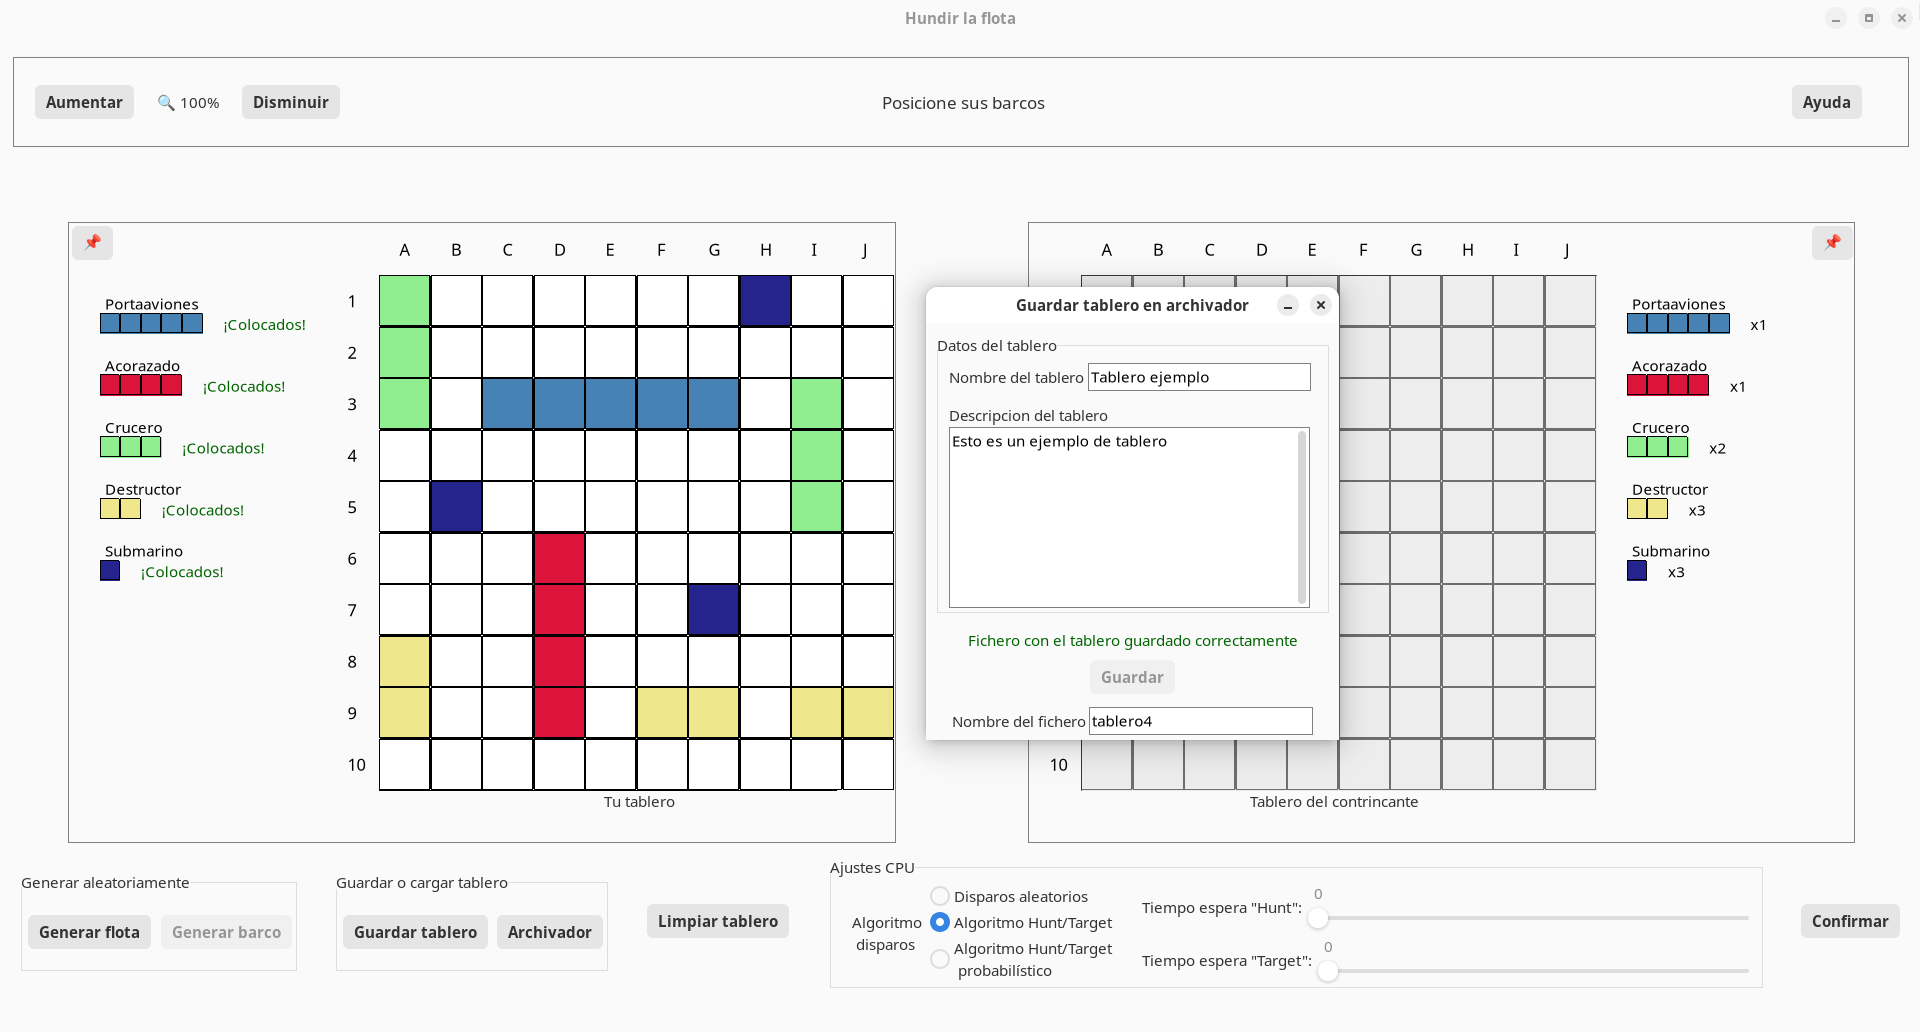 Hundir la flota
Aumentar
🔍 100%
Disminuir
Posicione sus barcos
Ayuda
A B C D E F G H I J
1
2
3
4
5
6
7
8
9
10
Portaaviones
¡Colocados!
Acorazado
¡Colocados!
Crucero
¡Colocados!
Destructor
¡Colocados!
Submarino
¡Colocados!
Tu tablero
Guardar tablero en archivador
Datos del tablero
Nombre del tablero Tablero ejemplo
Descripcion del tablero
Esto es un ejemplo de tablero
Fichero con el tablero guardado correctamente
Guardar
Nombre del fichero tablero4
A B C D E F G H I J
10
Portaaviones
x1
Acorazado
x1
Crucero
x2
Destructor
x3
Submarino
x3
Tablero del contrincante
Generar aleatoriamente
Generar flota
Generar barco
Guardar o cargar tablero
Guardar tablero
Archivador
Limpiar tablero
Ajustes CPU
Algoritmo
disparos
Disparos aleatorios
Algoritmo Hunt/Target
Algoritmo Hunt/Target
probabilístico
0
Tiempo espera "Hunt":
0
Tiempo espera "Target":
Confirmar